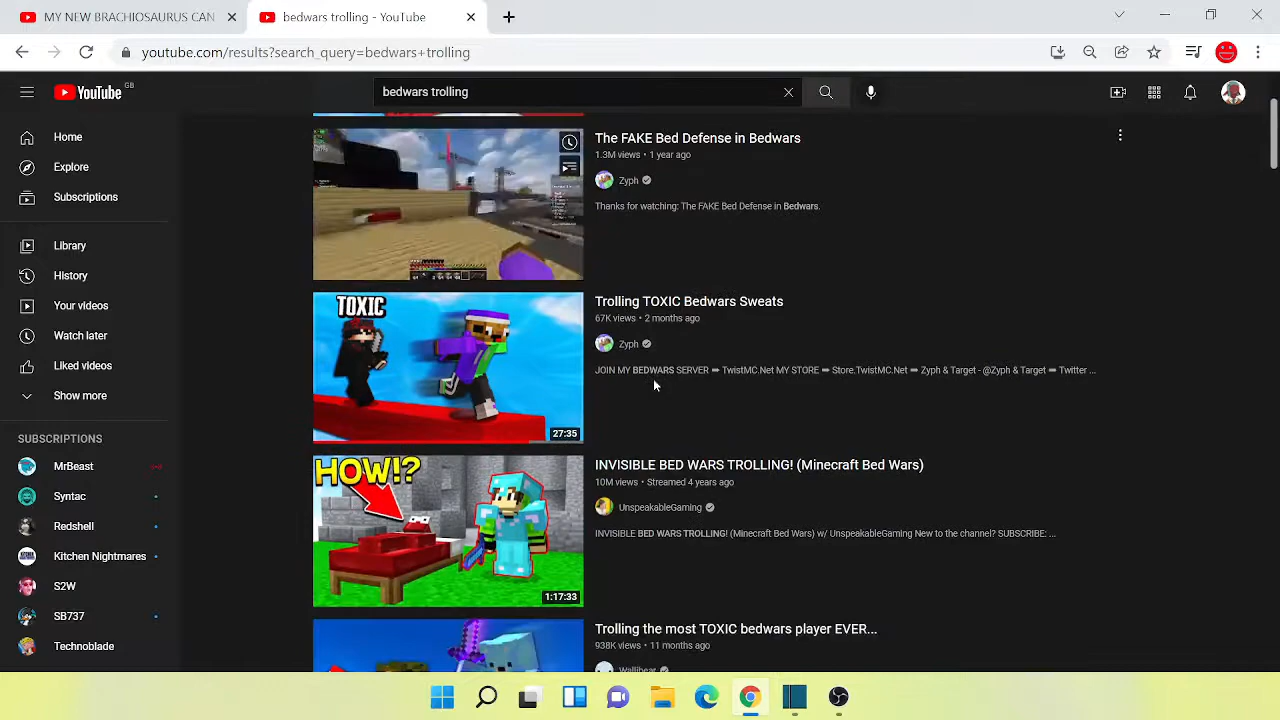 MY NEW BRACHIOSAURUS CAN
bedwars trolling - YouTube
youtube.com/results?search_query=bedwars+trolling
YouTube GB
bedwars trolling
Home
Explore
Subscriptions
Library
History
Your videos
Watch later
Liked videos
Show more
SUBSCRIPTIONS
MrBeast
Syntac
Redshell
Kitchen Nightmares
S2W
SB737
Technoblade
The FAKE Bed Defense in Bedwars
1.3M views • 1 year ago
Zyph
Thanks for watching: The FAKE Bed Defense in Bedwars.
TOXIC
27:35
Trolling TOXIC Bedwars Sweats
67K views • 2 months ago
Zyph
JOIN MY BEDWARS SERVER ➡ TwistMC.Net MY STORE ➡ Store.TwistMC.Net ➡ Zyph & Target - @Zyph & Target ➡ Twitter ...
HOW!?
1:17:33
INVISIBLE BED WARS TROLLING! (Minecraft Bed Wars)
10M views • Streamed 4 years ago
UnspeakableGaming
INVISIBLE BED WARS TROLLING! (Minecraft Bed Wars) w/ UnspeakableGaming New to the channel? SUBSCRIBE: ...
Trolling the most TOXIC bedwars player EVER...
938K views • 11 months ago
Wallibear